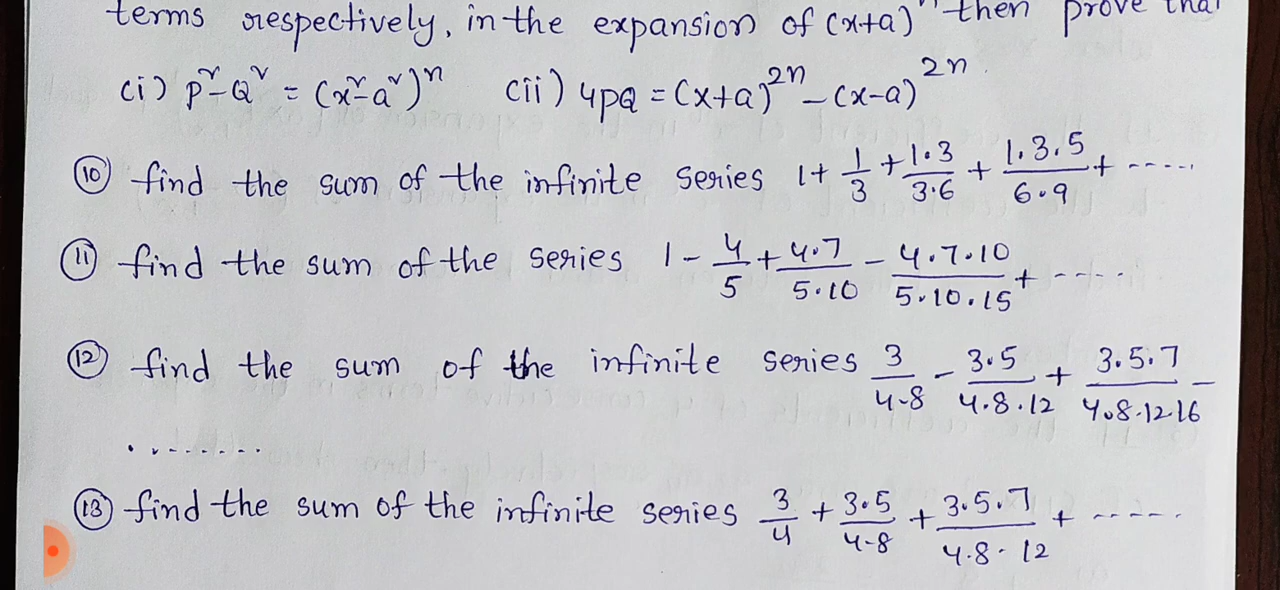 terms respectively, in the expansion of (x+a)ⁿ then prove that
(i) p²-Q² = (x²-a²)ⁿ (ii) 4pQ = (x+a)²ⁿ - (x-a)²ⁿ.
⑩ find the sum of the infinite series 1 + 1/3 + 1·3/3·6 + 1·3·5/6·9 + -----
⑪ find the sum of the series 1 - 4/5 + 4·7/5·10 - 4·7·10/5·10·15 + ----
⑫ find the sum of the infinite series 3/4·8 - 3·5/4·8·12 + 3·5·7/4·8·12·16 -
........
⑬ find the sum of the infinite series 3/4 + 3·5/4·8 + 3·5·7/4·8·12 + -----